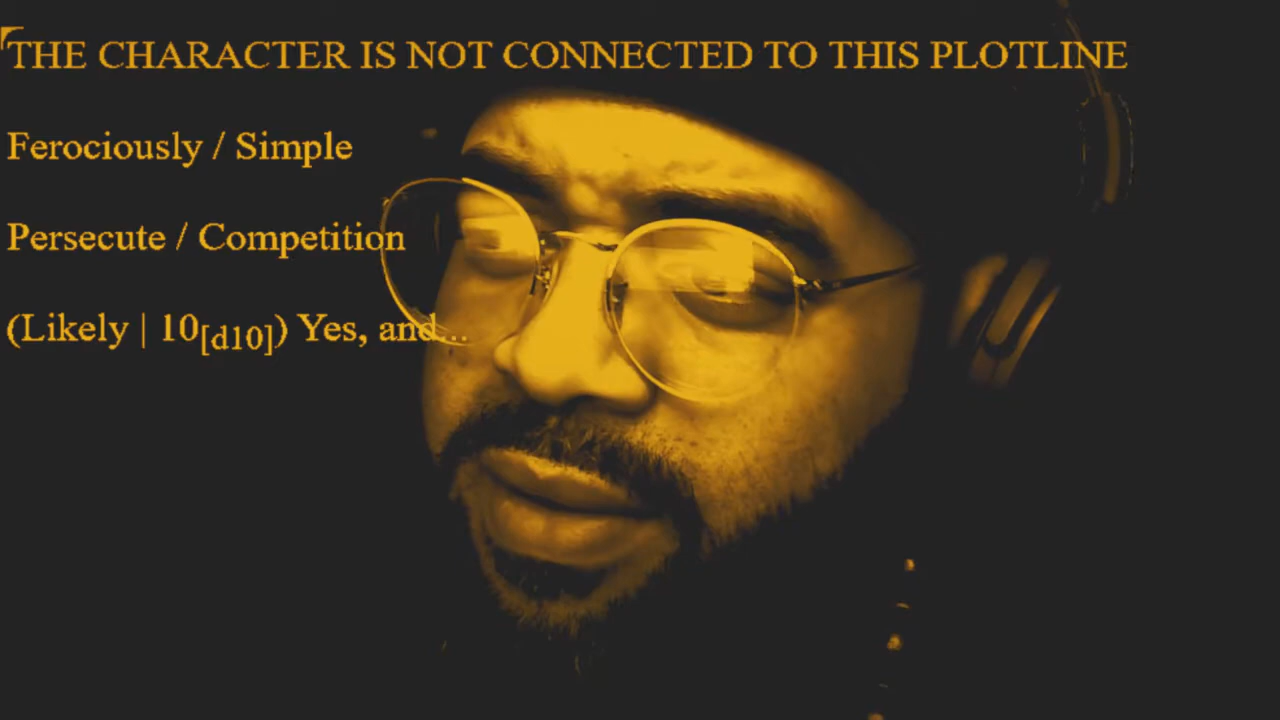 THE CHARACTER IS NOT CONNECTED TO THIS PLOTLINE
Ferociously / Simple
Persecute / Competition
(Likely | 10[d10]) Yes, and...